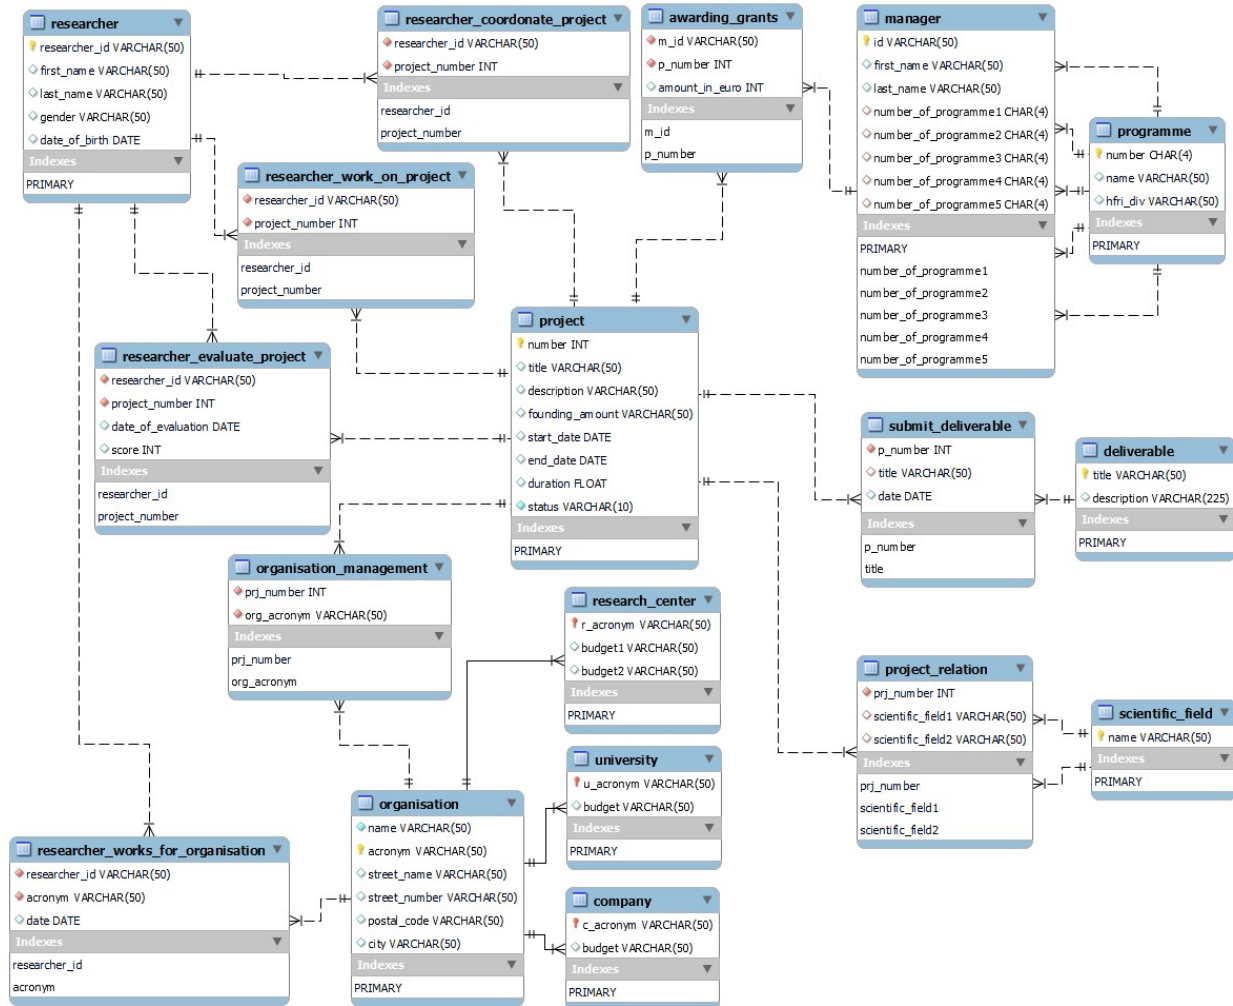 researcher
researcher_id VARCHAR(50)
first_name VARCHAR(50)
last_name VARCHAR(50)
gender VARCHAR(50)
date_of_birth DATE
Indexes
PRIMARY
researcher_coordonate_project
researcher_id VARCHAR(50)
project_number INT
Indexes
researcher_id
project_number
awarding_grants
m_id VARCHAR(50)
p_number INT
amount_in_euro INT
Indexes
m_id
p_number
manager
id VARCHAR(50)
first_name VARCHAR(50)
last_name VARCHAR(50)
number_of_programme1 CHAR(4)
number_of_programme2 CHAR(4)
number_of_programme3 CHAR(4)
number_of_programme4 CHAR(4)
number_of_programme5 CHAR(4)
Indexes
PRIMARY
number_of_programme1
number_of_programme2
number_of_programme3
number_of_programme4
number_of_programme5
programme
number CHAR(4)
name VARCHAR(50)
hfri_div VARCHAR(50)
Indexes
PRIMARY
researcher_work_on_project
researcher_id VARCHAR(50)
project_number INT
Indexes
researcher_id
project_number
researcher_evaluate_project
researcher_id VARCHAR(50)
project_number INT
date_of_evaluation DATE
score INT
Indexes
researcher_id
project_number
project
number INT
title VARCHAR(50)
description VARCHAR(50)
founding_amount VARCHAR(50)
start_date DATE
end_date DATE
duration FLOAT
status VARCHAR(10)
Indexes
PRIMARY
submit_deliverable
p_number INT
title VARCHAR(50)
date DATE
Indexes
p_number
title
deliverable
title VARCHAR(50)
description VARCHAR(225)
Indexes
PRIMARY
organisation_management
prj_number INT
org_acronym VARCHAR(50)
Indexes
prj_number
org_acronym
research_center
r_acronym VARCHAR(50)
budget1 VARCHAR(50)
budget2 VARCHAR(50)
Indexes
PRIMARY
project_relation
prj_number INT
scientific_field1 VARCHAR(50)
scientific_field2 VARCHAR(50)
Indexes
prj_number
scientific_field1
scientific_field2
scientific_field
name VARCHAR(50)
Indexes
PRIMARY
university
u_acronym VARCHAR(50)
budget VARCHAR(50)
Indexes
PRIMARY
organisation
name VARCHAR(50)
acronym VARCHAR(50)
street_name VARCHAR(50)
street_number VARCHAR(50)
postal_code VARCHAR(50)
city VARCHAR(50)
Indexes
PRIMARY
researcher_works_for_organisation
researcher_id VARCHAR(50)
acronym VARCHAR(50)
date DATE
Indexes
researcher_id
acronym
company
c_acronym VARCHAR(50)
budget VARCHAR(50)
Indexes
PRIMARY